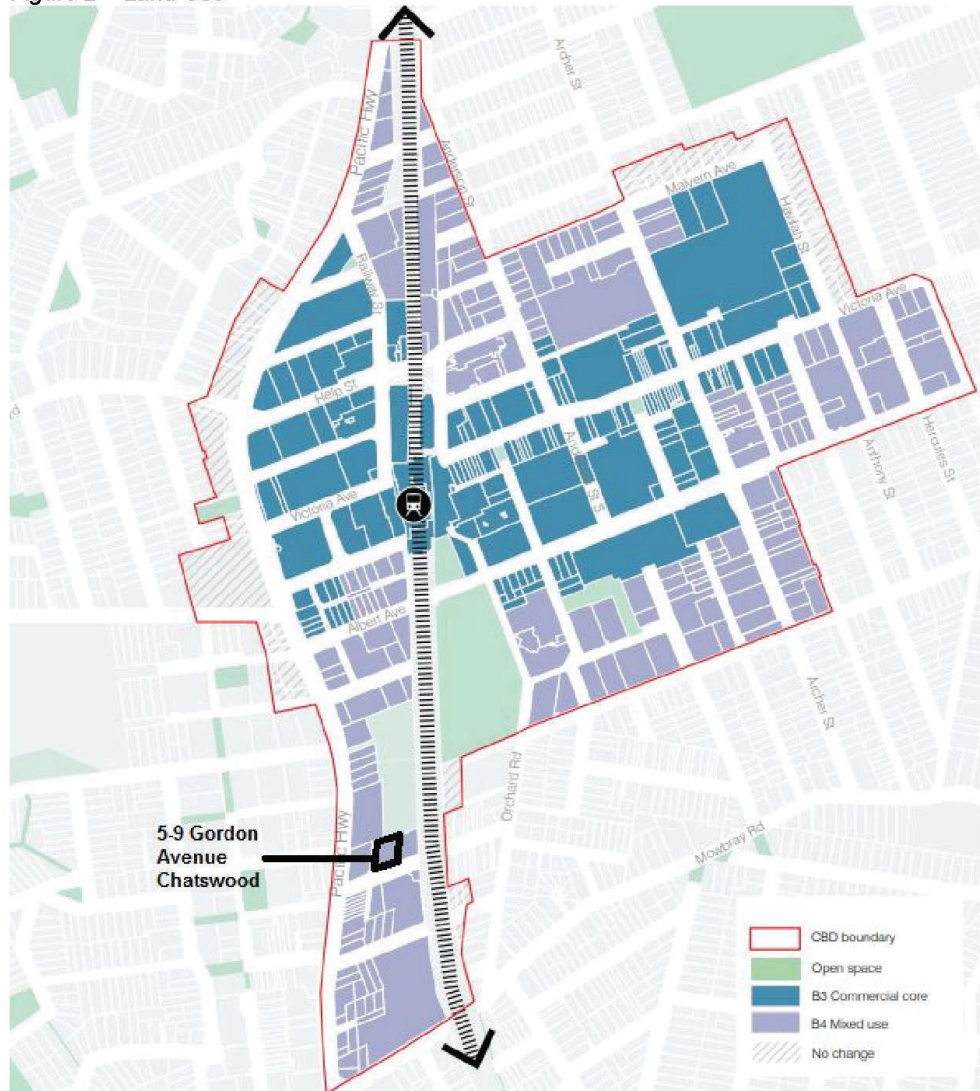 Archer St
Pacific Hwy
Anderson St
Malvern Ave
Havilah St
Railway St
Victoria Ave
Help St
Hercules St
Anthony St
Victoria Ave
Albert Ave
Archer St
Orchard Rd
Mowbray Rd
5-9 Gordon
Avenue
Chatswood
Pacific Hwy
CBD boundary
Open space
B3 Commercial core
B4 Mixed use
No change